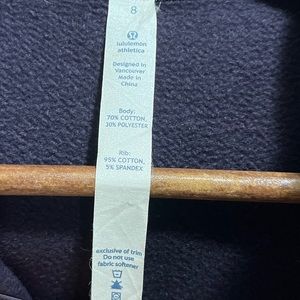 8
lululemon
athletica
Designed in
Vancouver
Made in
China
Body:
70% COTTON,
30% POLYESTER
Rib:
95% COTTON,
5% SPANDEX
exclusive of trim
Do not use
fabric softener